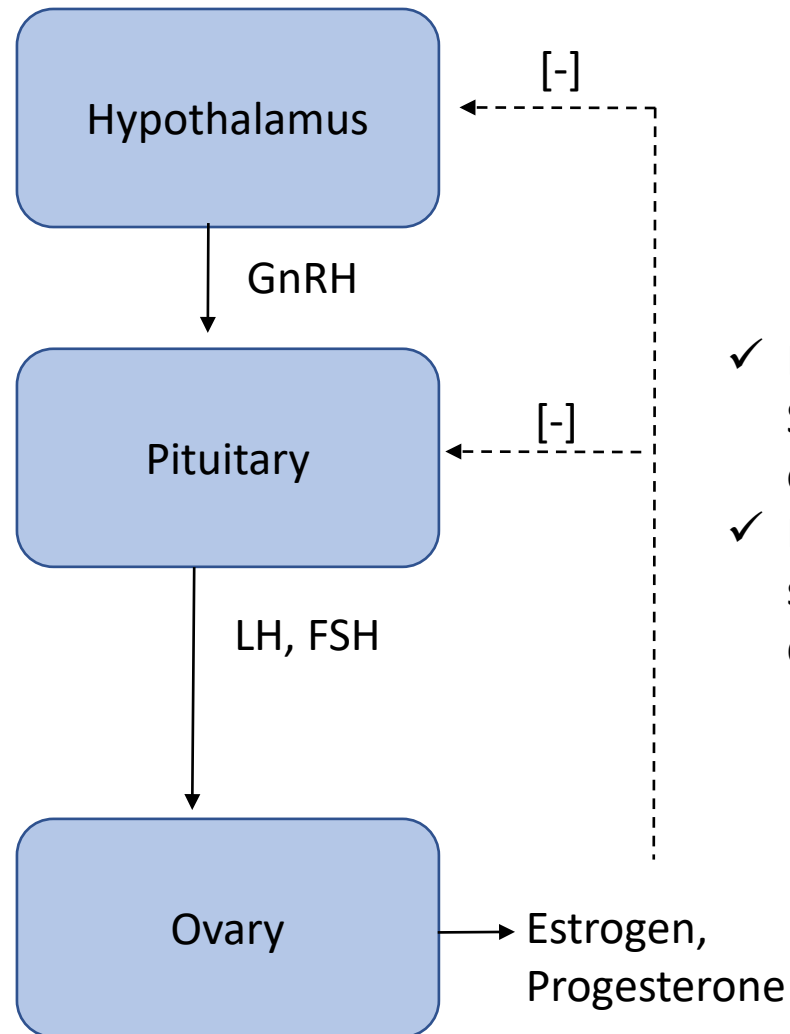 [-]
Hypothalamus
GnRH
[-]
Pituitary
LH, FSH
Ovary
Estrogen,
Progesterone